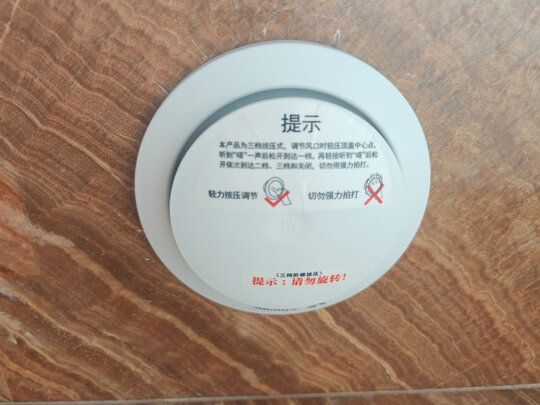 提示
本产品为三档按压式，调节风口时轻压顶盖中心点，
听到“嗒”一声后松开到达一档，再轻按听到“嗒”后松
开依次到达二档、三档和关闭，切勿用强力拍打。
轻力按压调节 切勿强力拍打
按
（三档轻碰按压）
提示：请勿旋转！